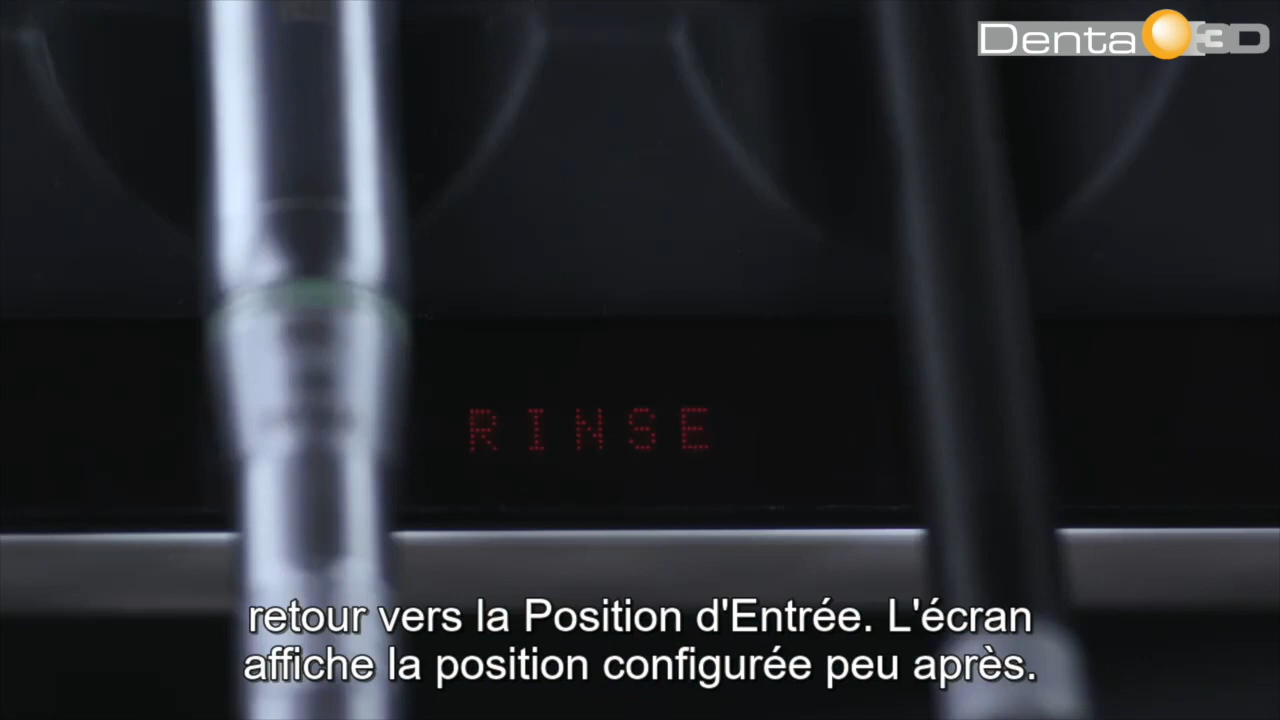 Denta 3D
RINSE
retour vers la Position d'Entrée. L'écran
affiche la position configurée peu après.